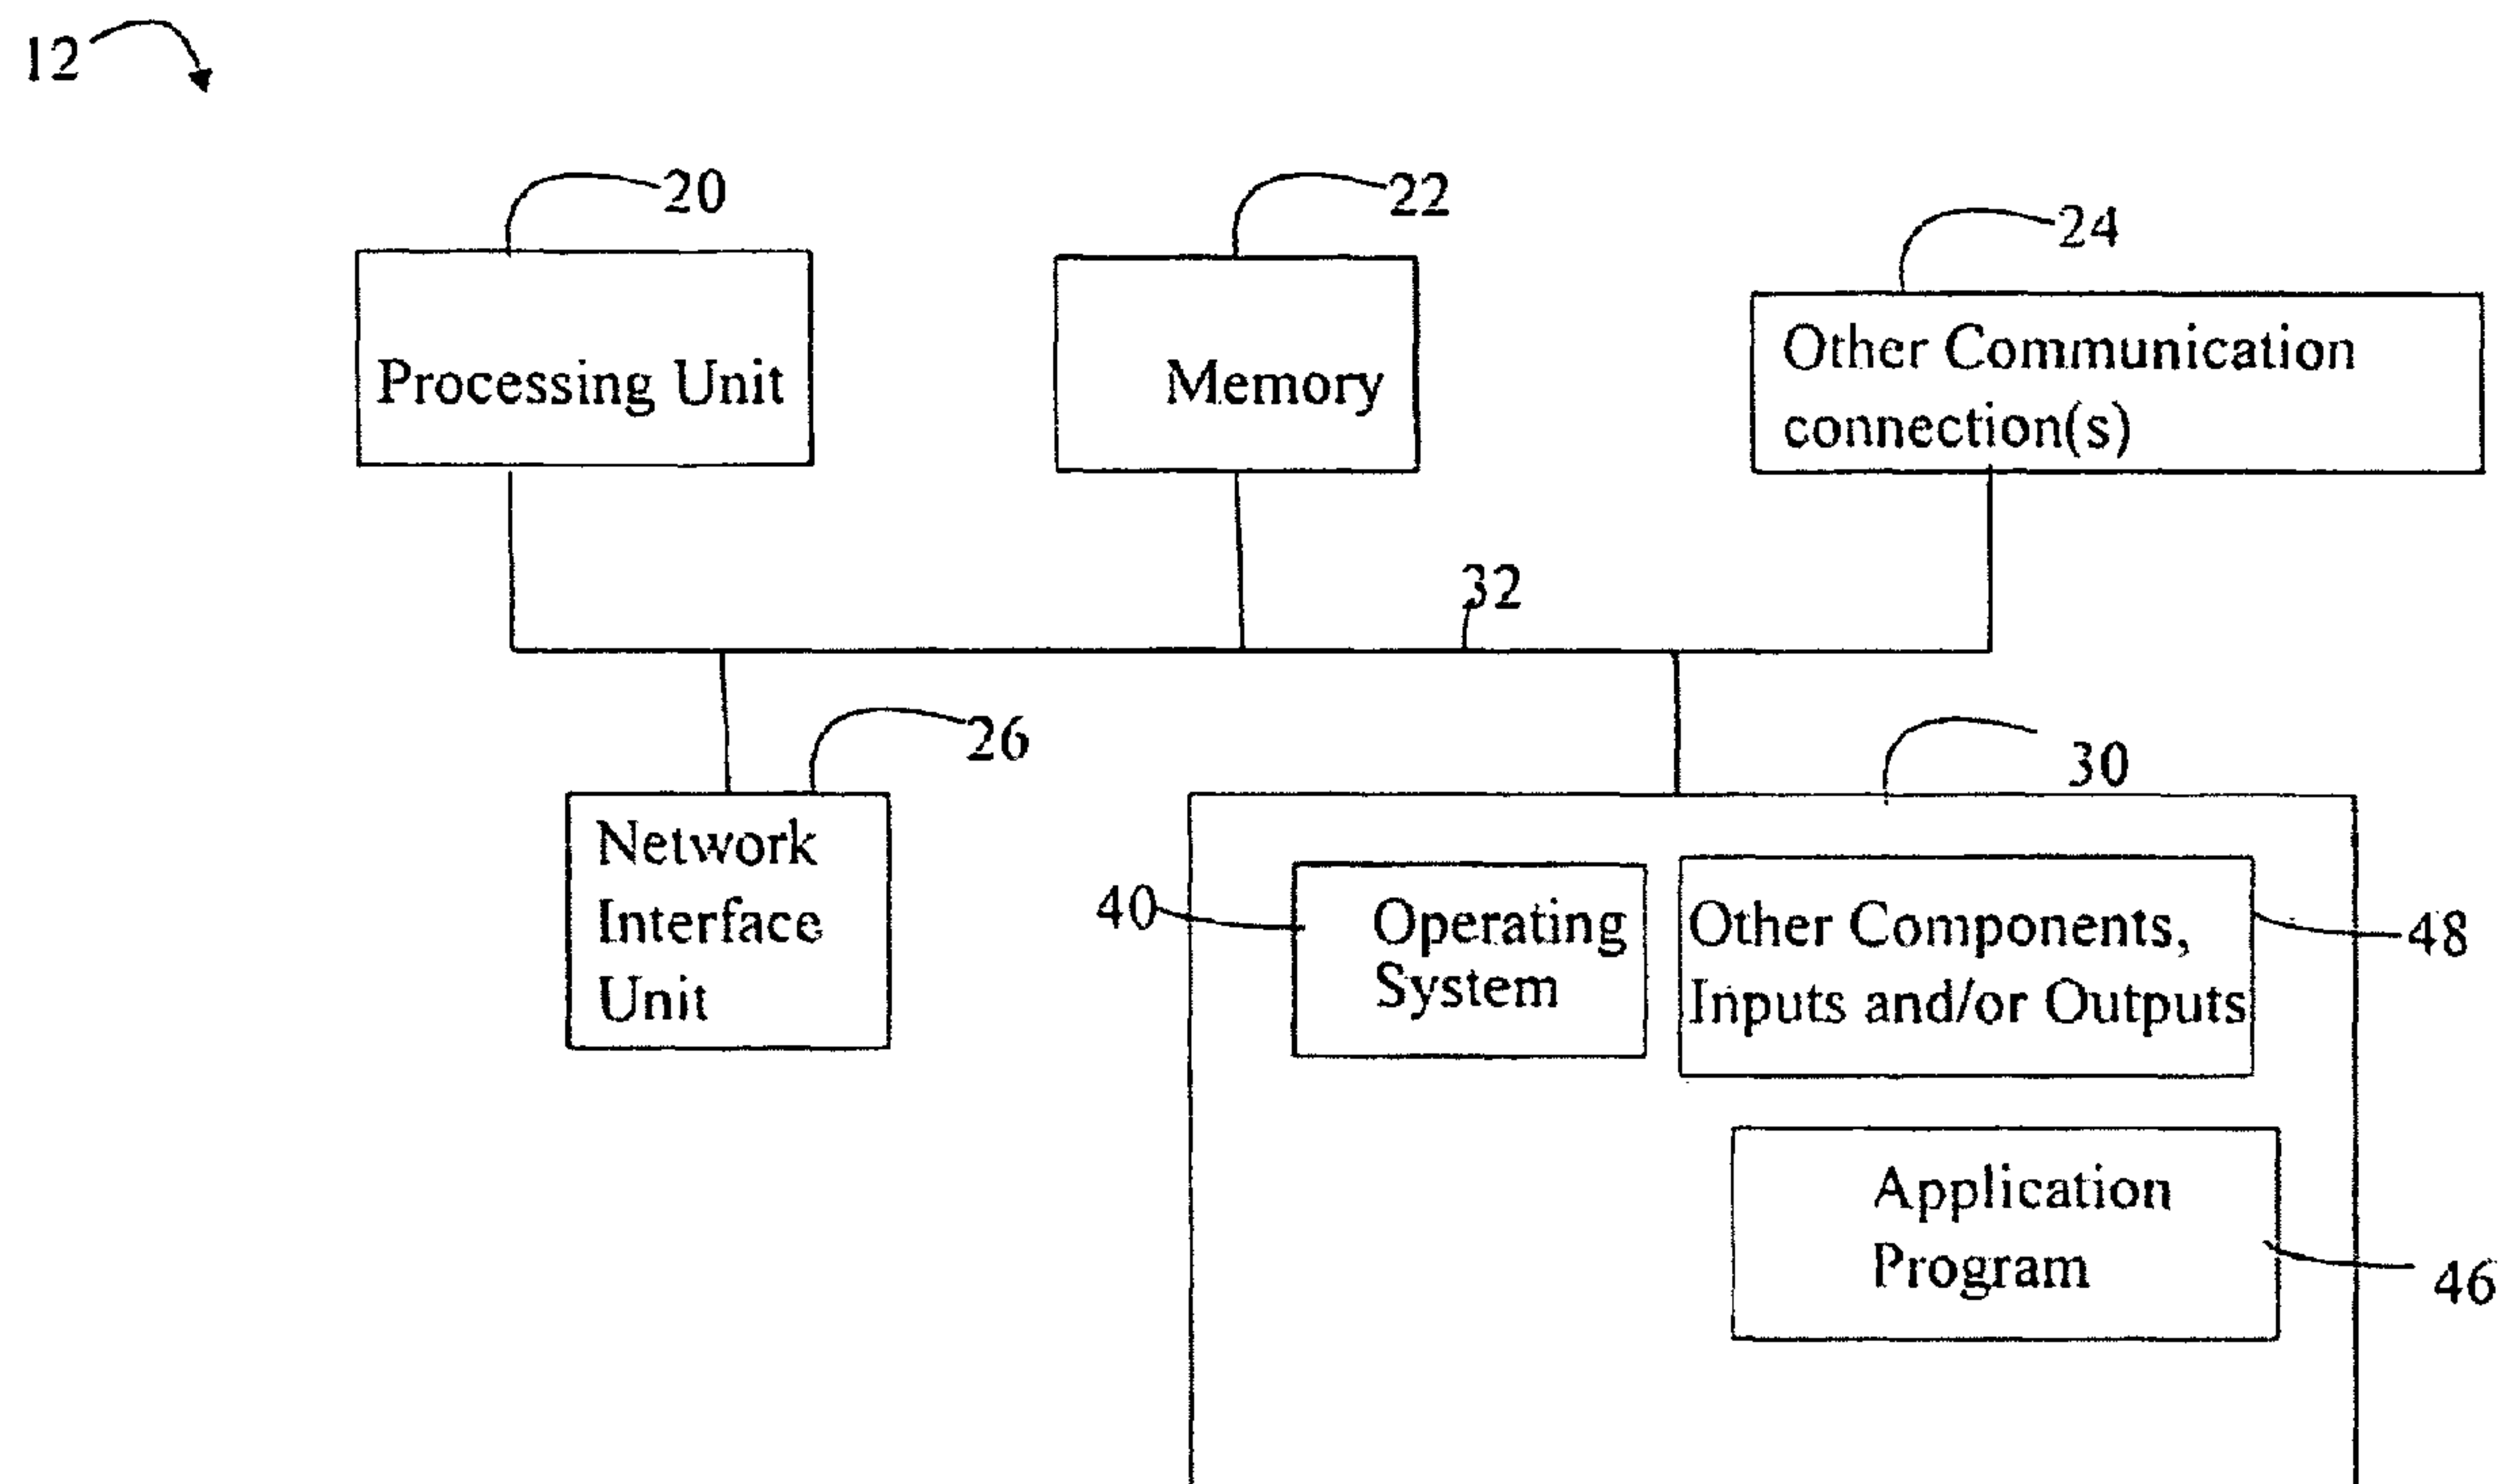 12
20
22
24
Processing Unit
Memory
Other Communication
connection(s)
32
26
30
Network
Interface
Unit
40
Operating
System
Other Components,
Inputs and/or Outputs
48
Application
Program
46